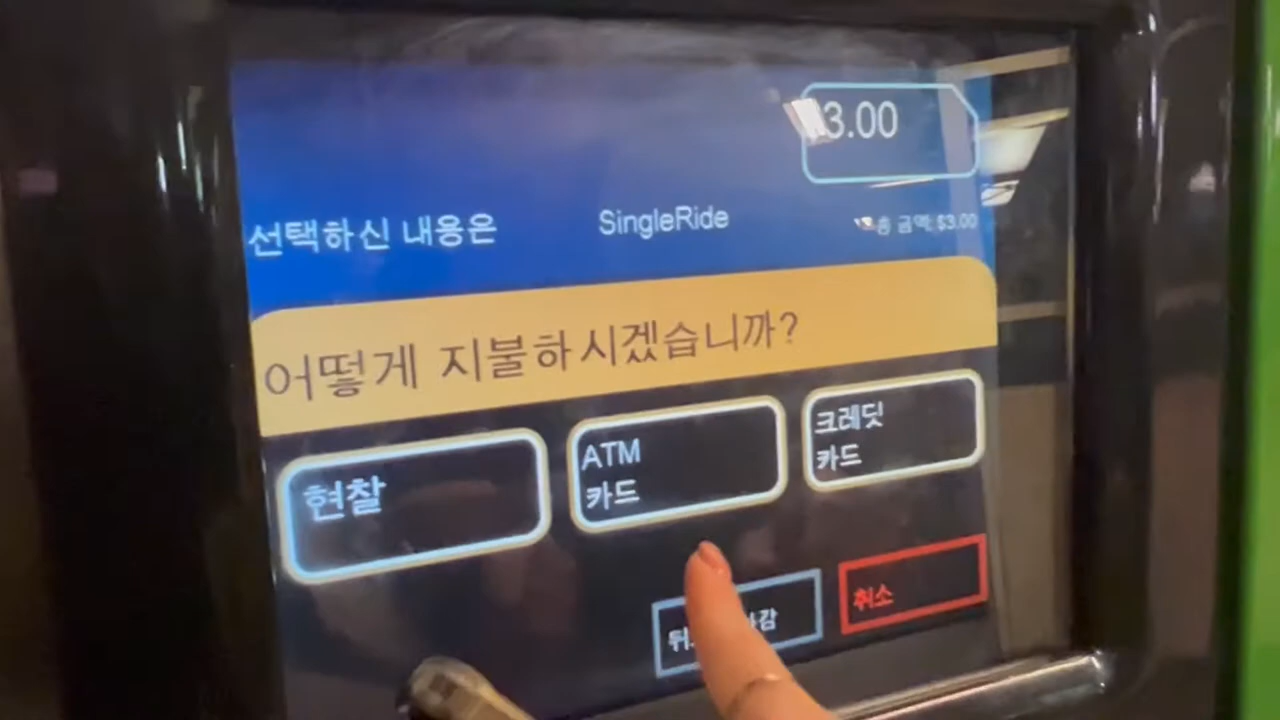 3.00
선택하신 내용은
SingleRide
총 금액: $3.00
어떻게 지불하시겠습니까?
현찰
ATM
카드
크레딧
카드
취소